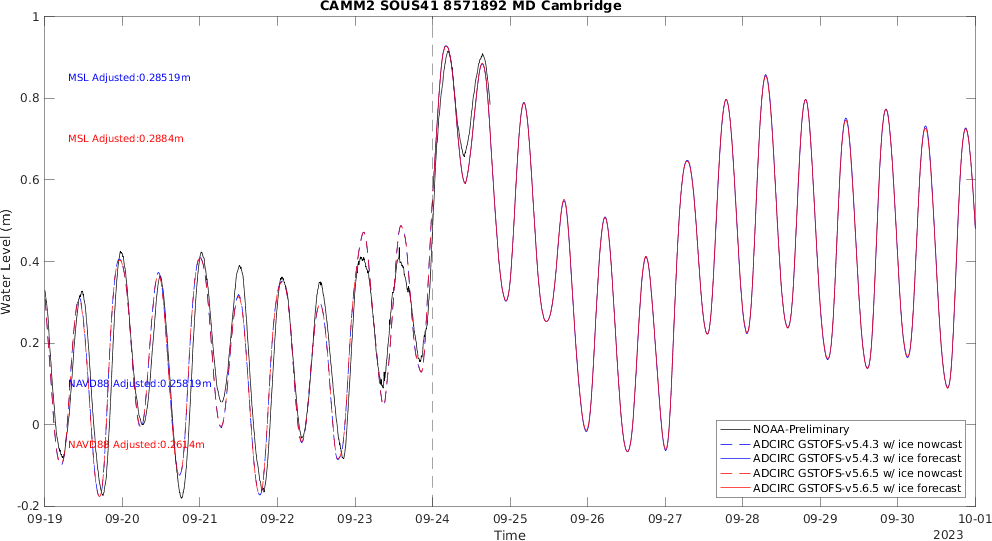 CAMM2 SOUS41 8571892 MD Cambridge
1
0.8
0.6
0.4
0.2
0
-0.2
Water Level (m)
MSL Adjusted:0.28519m
MSL Adjusted:0.2884m
NAVD88 Adjusted:0.25819m
NAVD88 Adjusted:0.2614m
NOAA-Preliminary
ADCIRC GSTOFS-v5.4.3 w/ ice nowcast
ADCIRC GSTOFS-v5.4.3 w/ ice forecast
ADCIRC GSTOFS-v5.6.5 w/ ice nowcast
ADCIRC GSTOFS-v5.6.5 w/ ice forecast
09-19 09-20 09-21 09-22 09-23 09-24 09-25 09-26 09-27 09-28 09-29 09-30 10-01
Time
2023